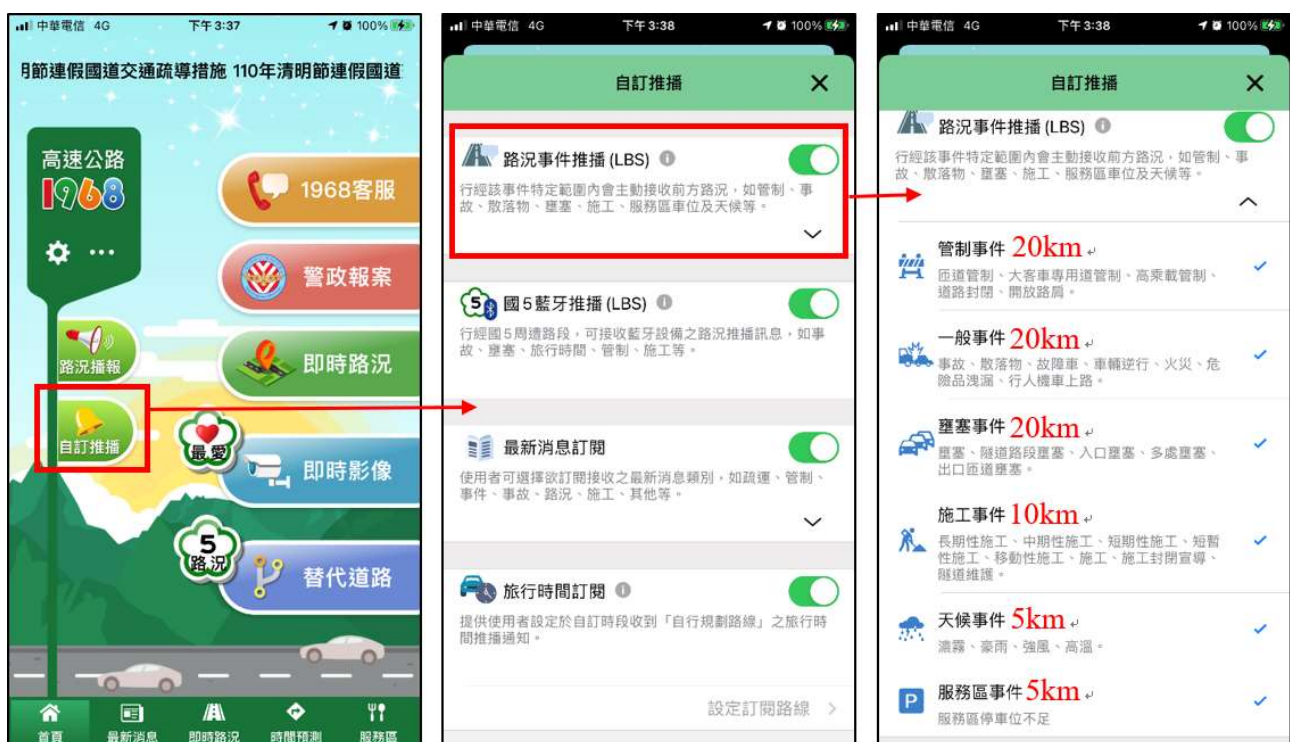 中華電信 4G 下午 3:37 100%
月節連假國道交通疏導措施 110年清明節連假國道
高速公路
1968
1968客服
警政報案
路況播報
即時路況
自訂推播
最愛
即時影像
5
路況
替代道路
首頁 最新消息 即時路況 時間預測 服務區
中華電信 4G 下午 3:38 100%
自訂推播
路況事件推播 (LBS)
行經該事件特定範圍內會主動接收前方路況，如管制、事
故、散落物、壅塞、施工、服務區車位及天候等。
5 國5藍牙推播 (LBS)
行經國5周遭路段，可接收藍牙設備之路況推播訊息，如事
故、壅塞、旅行時間、管制、施工等。
最新消息訂閱
使用者可選擇欲訂閱接收之最新消息類別，如疏運、管制、
事件、事故、路況、施工、其他等。
旅行時間訂閱
提供使用者設定於自訂時段收到「自行規劃路線」之旅行時
間推播通知。
設定訂閱路線
中華電信 4G 下午 3:38 100%
自訂推播
路況事件推播 (LBS)
行經該事件特定範圍內會主動接收前方路況，如管制、事
故、散落物、壅塞、施工、服務區車位及天候等。
管制事件 20km
匝道管制、大客車專用道管制、高乘載管制、
道路封閉、開放路肩。
一般事件 20km
事故、散落物、故障車、車輛逆行、火災、危
險品洩漏、行人機車上路。
壅塞事件 20km
壅塞、隧道路段壅塞、入口壅塞、多處壅塞、
出口匝道壅塞。
施工事件 10km
長期性施工、中期性施工、短期性施工、短暫
性施工、移動性施工、施工、施工封閉宣導、
隧道維護。
天候事件 5km
濃霧、豪雨、強風、高溫。
P 服務區事件 5km
服務區停車位不足